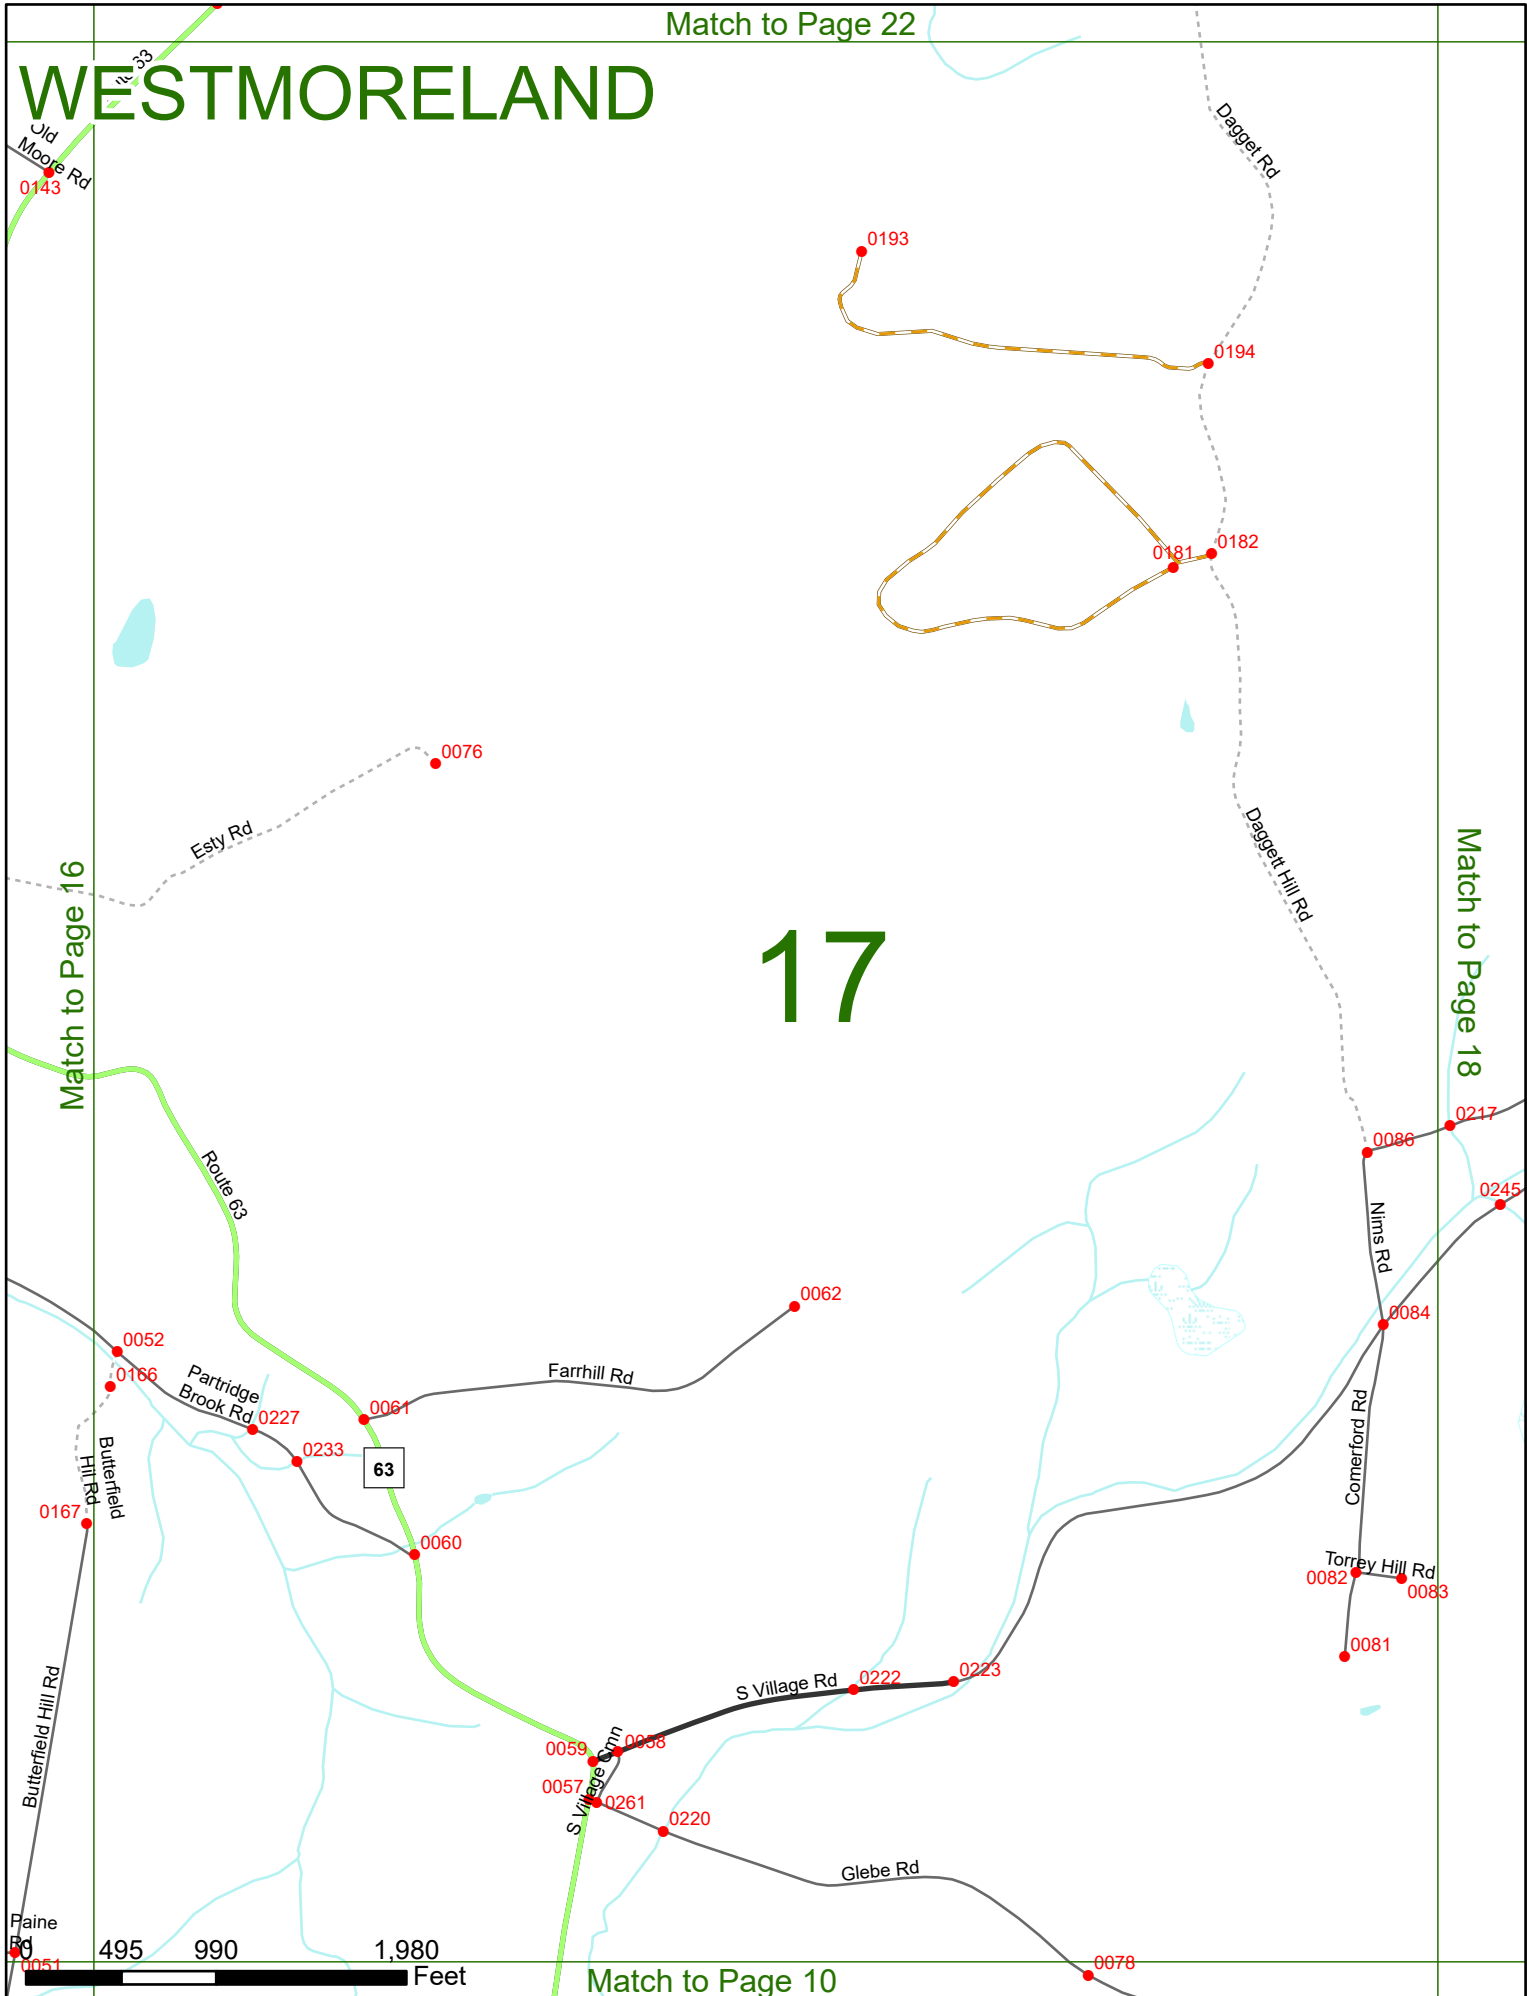 Match to Page 22
WESTMORELAND
63
Old
Moore Rd
0143
Dagget Rd
0193
0194
0181
0182
0076
Esty Rd
Match to Page 16
17
Daggett Hill Rd
Match to Page 18
0217
0086
0245
Route 63
Nims Rd
0062
0084
0052
0166
Partridge
Brook Rd
Farrhill Rd
0061
0227
0233
63
Butterfield
Hil Rd
0167
0060
Comerford Rd
Torrey Hill Rd
0082
0083
0081
Butterfield Hill Rd
S Village Rd
0222
0223
0059
0058
S Village Cmn
0057
0261
0220
Glebe Rd
Paine
Rd
0051
0078
0
495
990
1,980
Feet
Match to Page 10